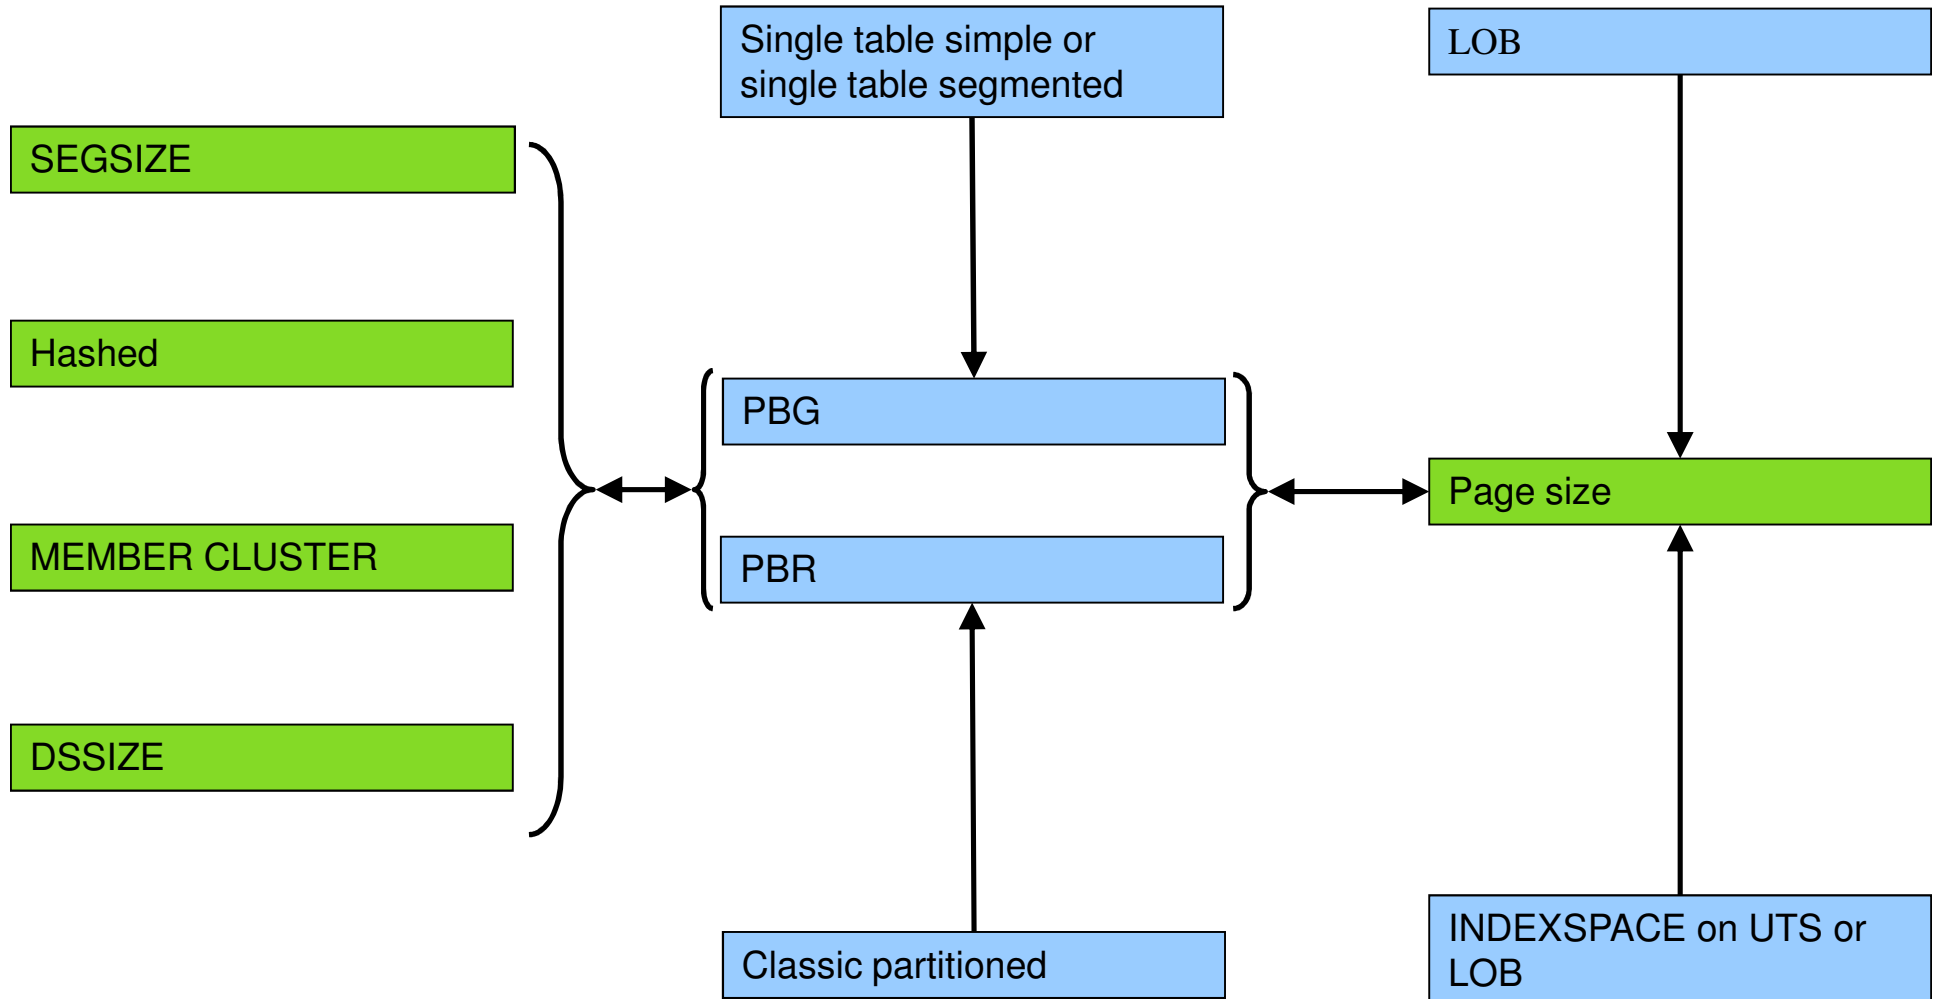 Single table simple or
single table segmented
LOB
SEGSIZE
Hashed
PBG
Page size
MEMBER CLUSTER
PBR
DSSIZE
Classic partitioned
INDEXSPACE on UTS or
LOB